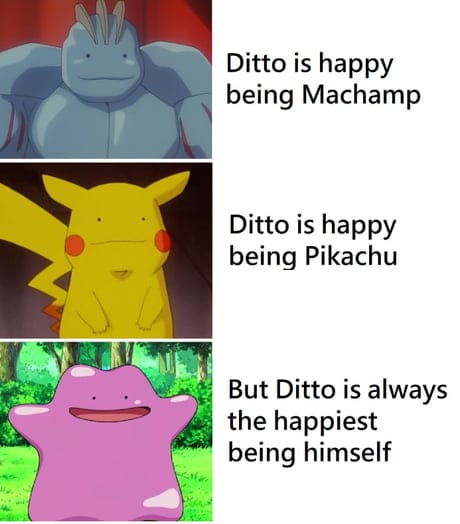 Ditto is happy
being Machamp
Ditto is happy
being Pikachu
But Ditto is always
the happiest
being himself